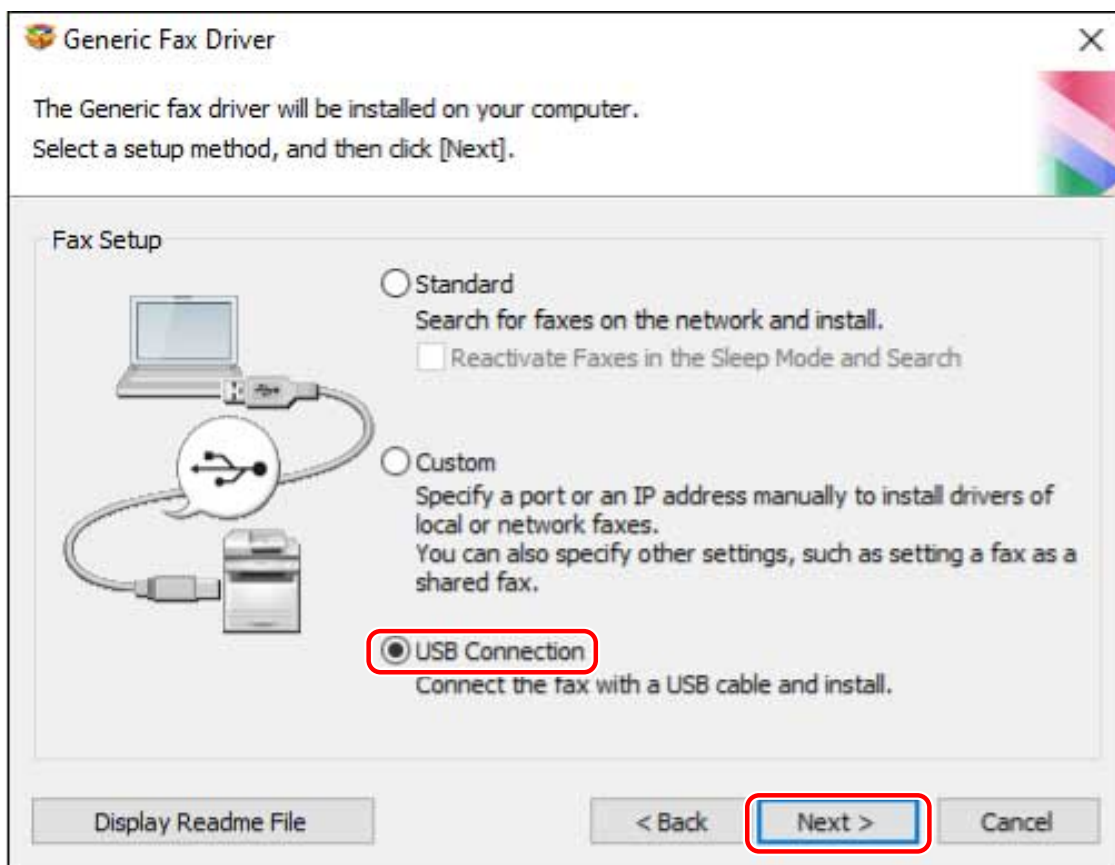 Generic Fax Driver
The Generic fax driver will be installed on your computer.
Select a setup method, and then click [Next].
Fax Setup
Standard
Search for faxes on the network and install.
Reactivate Faxes in the Sleep Mode and Search
Custom
Specify a port or an IP address manually to install drivers of
local or network faxes.
You can also specify other settings, such as setting a fax as a
shared fax.
USB Connection
Connect the fax with a USB cable and install.
Display Readme File
< Back
Next >
Cancel